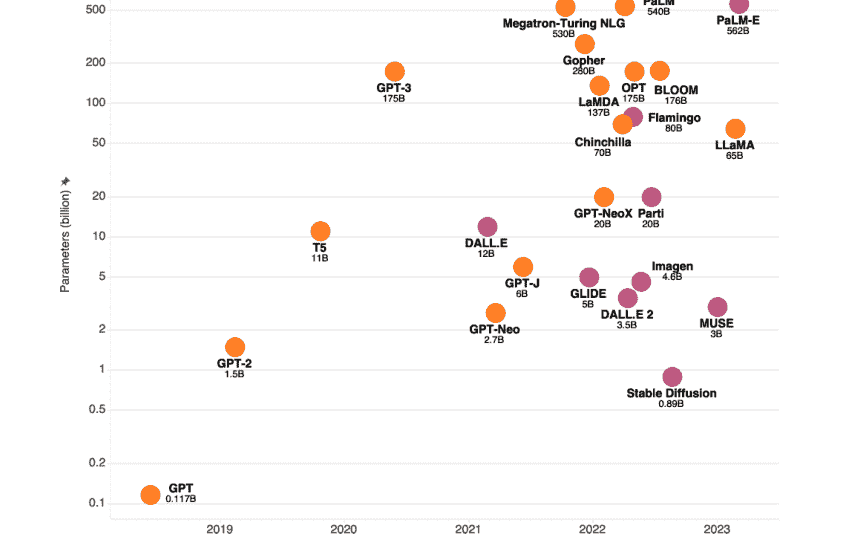 500
200
100
50
20
10
5
2
1
0.5
0.2
0.1
Parameters (billion)
2019
2020
2021
2022
2023
PaLM
540B
PaLM-E
562B
Megatron-Turing NLG
530B
Gopher
280B
GPT-3
175B
OPT
175B
BLOOM
176B
LaMDA
137B
Flamingo
80B
Chinchilla
70B
LLaMA
65B
GPT-NeoX
20B
Parti
20B
T5
11B
DALL.E
12B
GPT-J
6B
Imagen
4.6B
GLIDE
5B
DALL.E 2
3.5B
MUSE
3B
GPT-Neo
2.7B
GPT-2
1.5B
Stable Diffusion
0.89B
GPT
0.117B